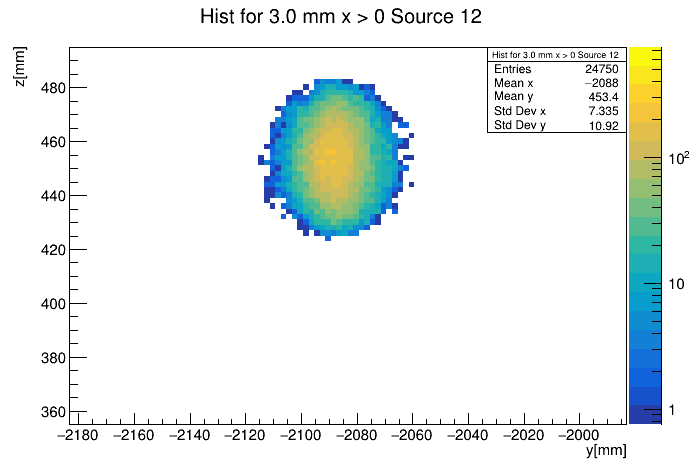 Hist for 3.0 mm x > 0 Source 12
z[mm]
Hist for 3.0 mm x > 0 Source 12
Entries 24750
Mean x −2088
Mean y 453.4
Std Dev x 7.335
Std Dev y 10.92
480
460
440
420
400
380
360
10²
10
1
−2180 −2160 −2140 −2120 −2100 −2080 −2060 −2040 −2020 −2000
y[mm]